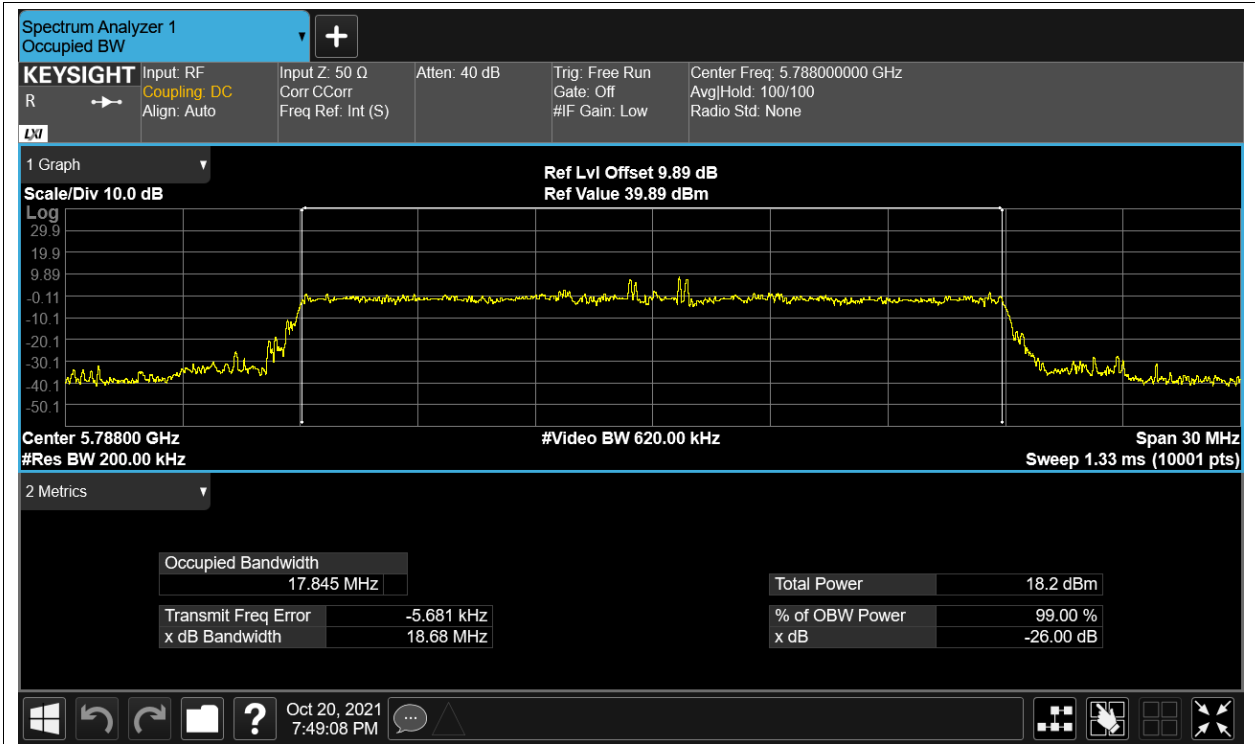 Spectrum Analyzer 1
Occupied BW
KEYSIGHT
R
LXI
Input: RF
Coupling: DC
Align: Auto
Input Z: 50 Ω
Corr CCorr
Freq Ref: Int (S)
Atten: 40 dB
Trig: Free Run
Gate: Off
#IF Gain: Low
Center Freq: 5.788000000 GHz
Avg|Hold: 100/100
Radio Std: None
1 Graph
Scale/Div 10.0 dB
Ref Lvl Offset 9.89 dB
Ref Value 39.89 dBm
Log
29.9
19.9
9.89
-0.11
-10.1
-20.1
-30.1
-40.1
-50.1
Center 5.78800 GHz
#Res BW 200.00 kHz
#Video BW 620.00 kHz
Span 30 MHz
Sweep 1.33 ms (10001 pts)
2 Metrics
Occupied Bandwidth
17.845 MHz
Transmit Freq Error -5.681 kHz
x dB Bandwidth 18.68 MHz
Total Power 18.2 dBm
% of OBW Power 99.00 %
x dB -26.00 dB
?
Oct 20, 2021
7:49:08 PM